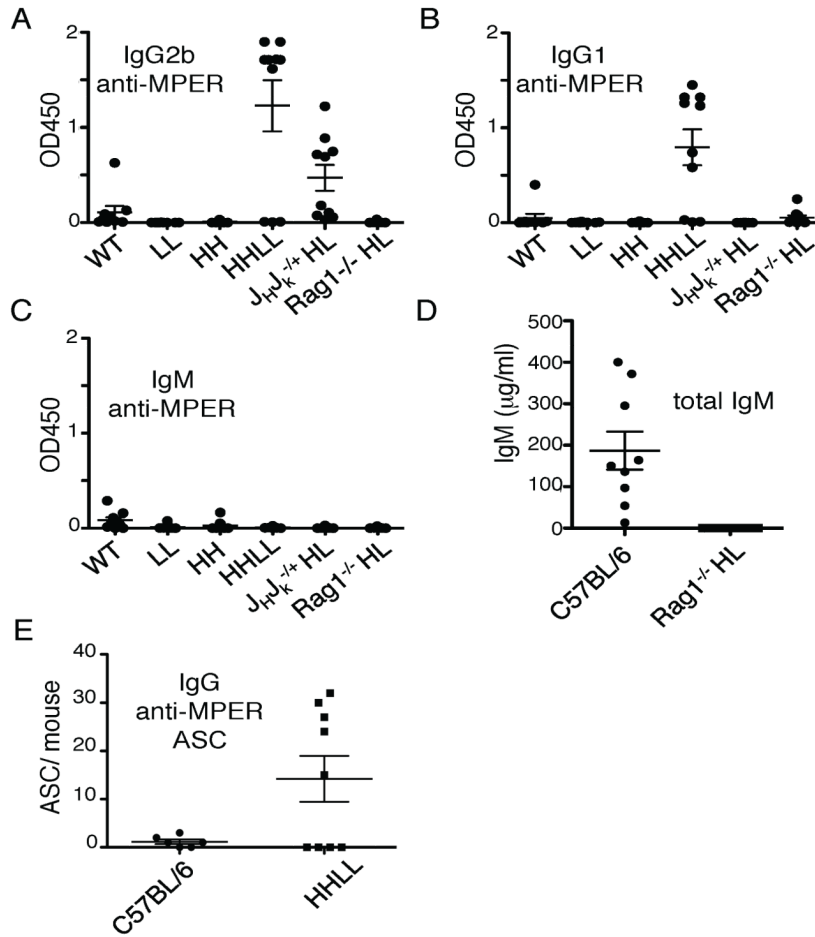 A
IgG2b
anti-MPER
OD450
2
1
0
WT
LL
HH
HHLL
JHJK-/+ HL
Rag1-/- HL
B
IgG1
anti-MPER
OD450
2
1
0
WT
LL
HH
HHLL
JHJK-/+ HL
Rag1-/- HL
C
IgM
anti-MPER
OD450
2
1
0
WT
LL
HH
HHLL
JHJK-/+ HL
Rag1-/- HL
D
total IgM
IgM (µg/ml)
500
400
300
200
100
0
C57BL/6
Rag1-/- HL
E
IgG
anti-MPER
ASC
ASC/ mouse
40
30
20
10
0
C57BL/6
HHLL